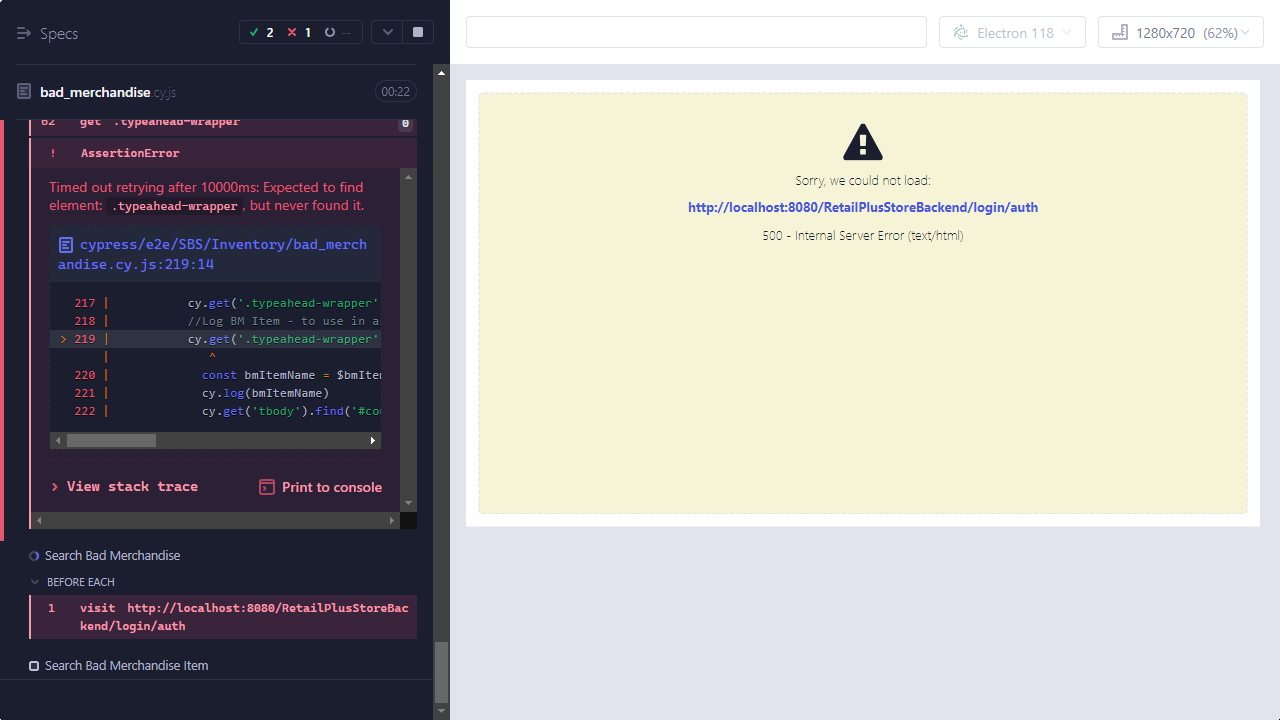 Specs
2
1
--
bad_merchandise.cy.js
00:22
62 get .typeahead-wrapper 0
! AssertionError
Timed out retrying after 10000ms: Expected to find
element: .typeahead-wrapper, but never found it.
cypress/e2e/SBS/Inventory/bad_merch
andise.cy.js:219:14
217 | cy.get('.typeahead-wrapper'
218 | //Log BM Item - to use in a
> 219 | cy.get('.typeahead-wrapper'
| ^
220 | const bmItemName = $bmItem
221 | cy.log(bmItemName)
222 | cy.get('tbody').find('#co
> View stack trace
Print to console
Search Bad Merchandise
BEFORE EACH
1 visit http://localhost:8080/RetailPlusStoreBac
kend/login/auth
Search Bad Merchandise Item
Electron 118
1280x720 (62%)
Sorry, we could not load:
http://localhost:8080/RetailPlusStoreBackend/login/auth
500 - Internal Server Error (text/html)